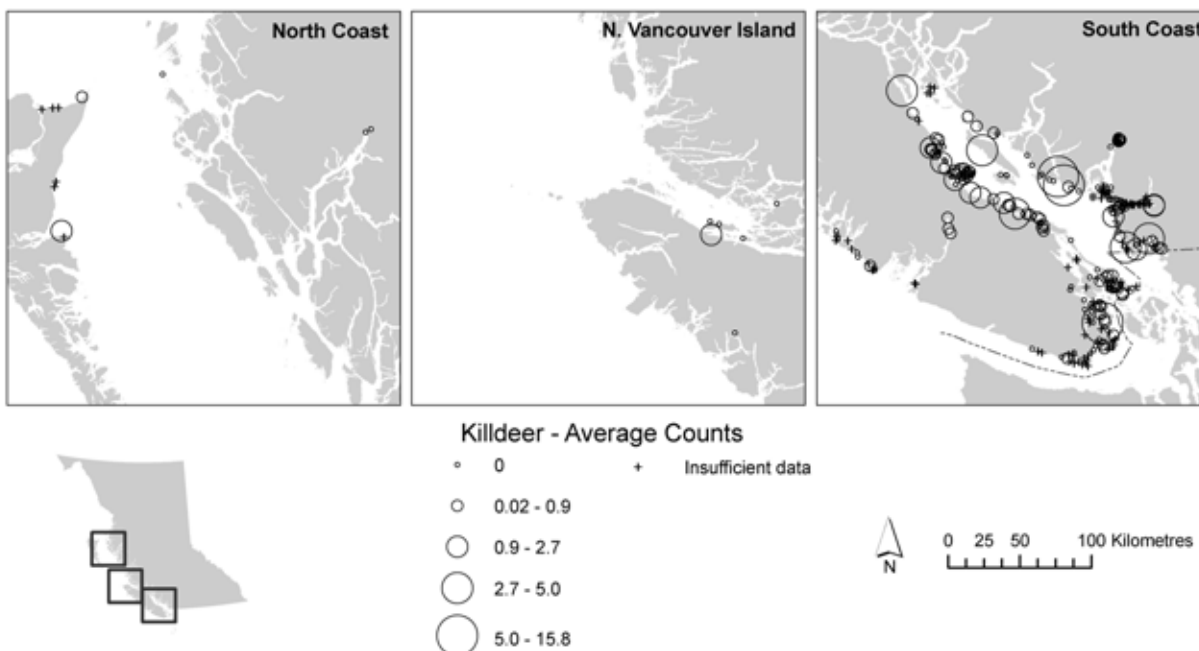 North Coast
N. Vancouver Island
South Coast
Killdeer - Average Counts
0
+ Insufficient data
0.02 - 0.9
0.9 - 2.7
2.7 - 5.0
5.0 - 15.8
N
0 25 50 100 Kilometres